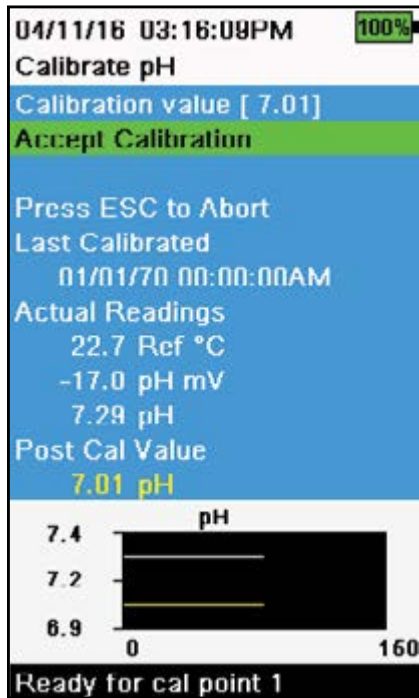 04/11/16 03:16:09PM 100%
Calibrate pH
Calibration value [ 7.01]
Accept Calibration
Press ESC to Abort
Last Calibrated
01/01/70 00:00:00AM
Actual Readings
22.7 Ref °C
-17.0 pH mV
7.29 pH
Post Cal Value
7.01 pH
pH
7.4
7.2
6.9
0 160
Ready for cal point 1